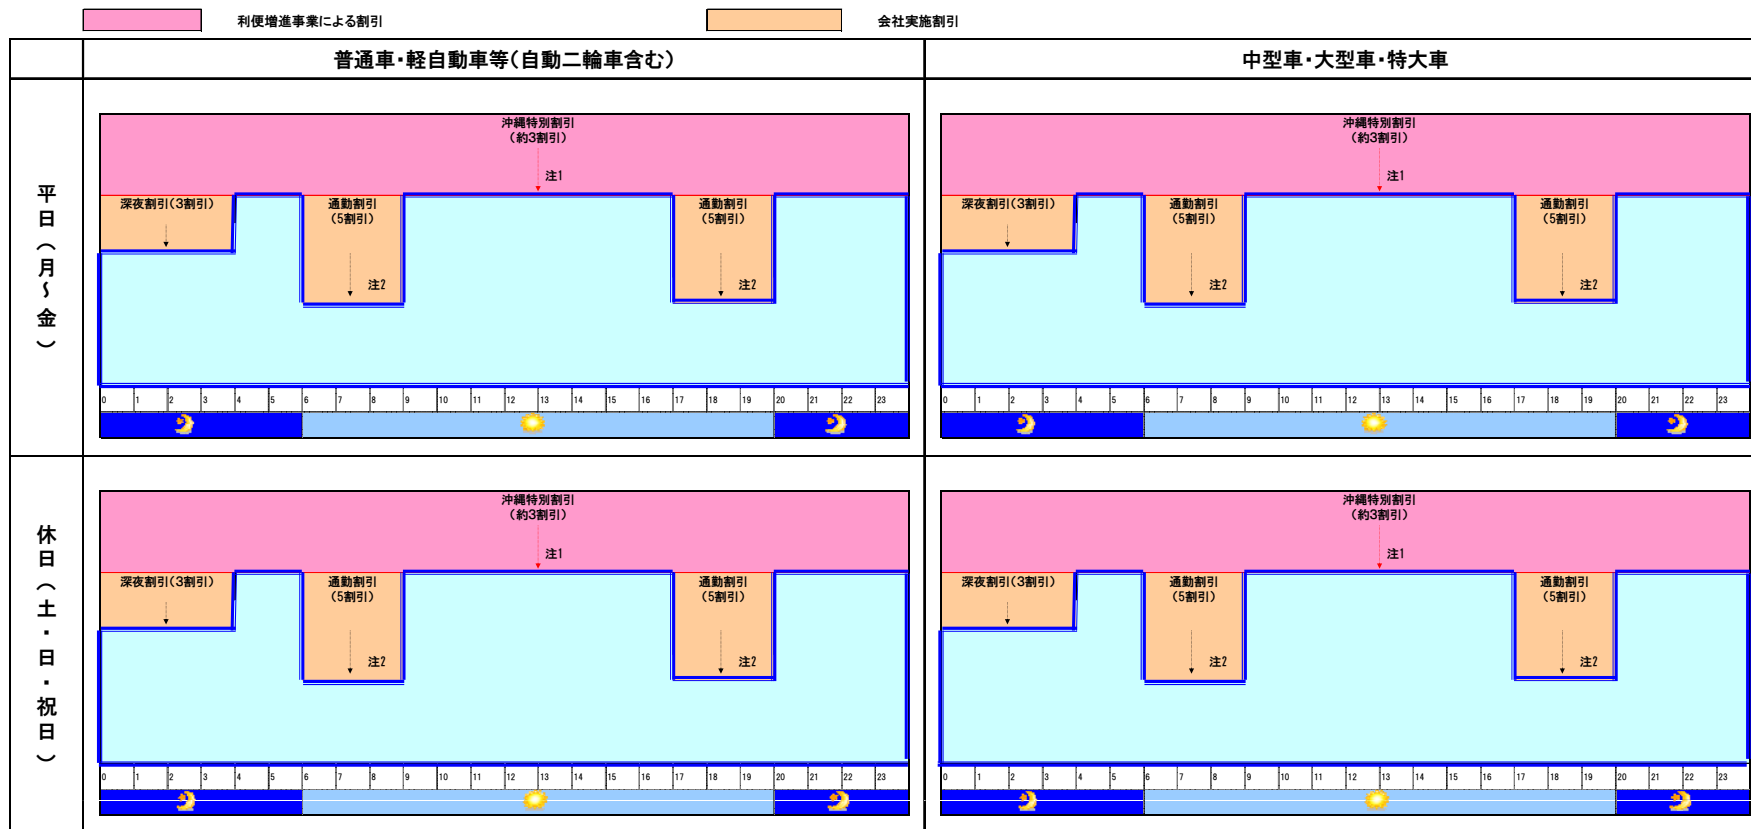 利便増進事業による割引
会社実施割引
普通車・軽自動車等(自動二輪車含む)
中型車・大型車・特大車
平日(月～金)
沖縄特別割引
(約3割引)
注1
深夜割引(3割引)
通勤割引
(5割引)
注2
通勤割引
(5割引)
注2
0 1 2 3 4 5 6 7 8 9 10 11 12 13 14 15 16 17 18 19 20 21 22 23
沖縄特別割引
(約3割引)
注1
深夜割引(3割引)
通勤割引
(5割引)
注2
通勤割引
(5割引)
注2
0 1 2 3 4 5 6 7 8 9 10 11 12 13 14 15 16 17 18 19 20 21 22 23
休日(土・日・祝日)
沖縄特別割引
(約3割引)
注1
深夜割引(3割引)
通勤割引
(5割引)
注2
通勤割引
(5割引)
注2
0 1 2 3 4 5 6 7 8 9 10 11 12 13 14 15 16 17 18 19 20 21 22 23
沖縄特別割引
(約3割引)
注1
深夜割引(3割引)
通勤割引
(5割引)
注2
通勤割引
(5割引)
注2
0 1 2 3 4 5 6 7 8 9 10 11 12 13 14 15 16 17 18 19 20 21 22 23